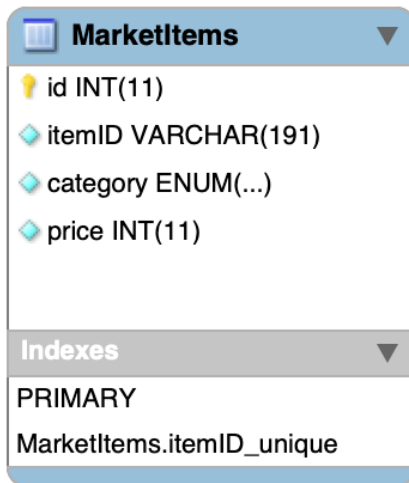 MarketItems
id INT(11)
itemID VARCHAR(191)
category ENUM(...)
price INT(11)
Indexes
PRIMARY
MarketItems.itemID_unique